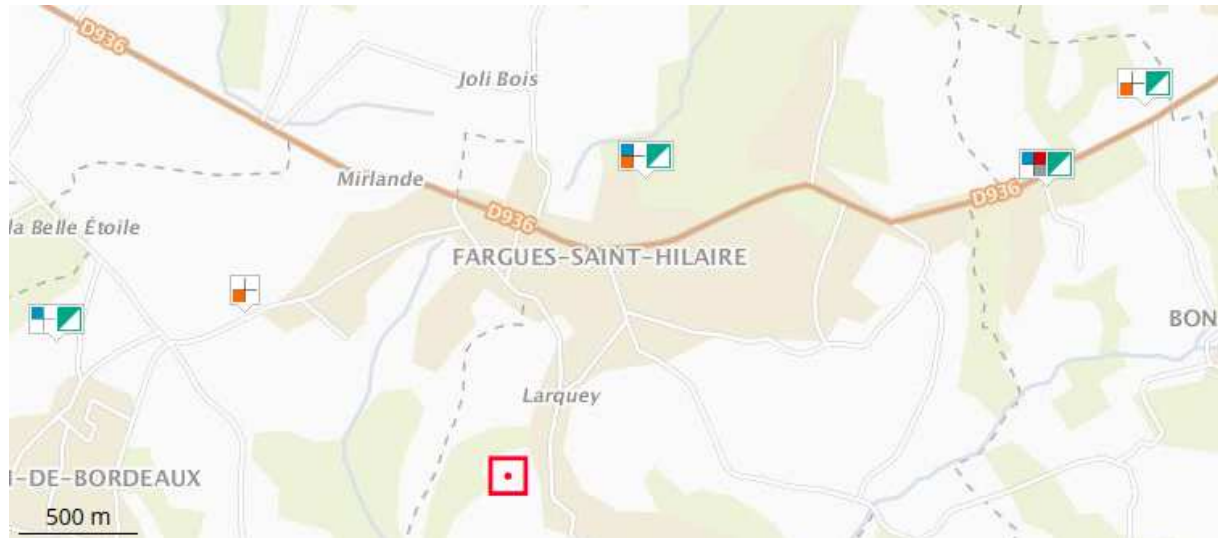 D936
Joli Bois
Mirlande
D936
D936
la Belle Étoile
FARGUES-SAINT-HILAIRE
BON
Larquey
-DE-BORDEAUX
500 m